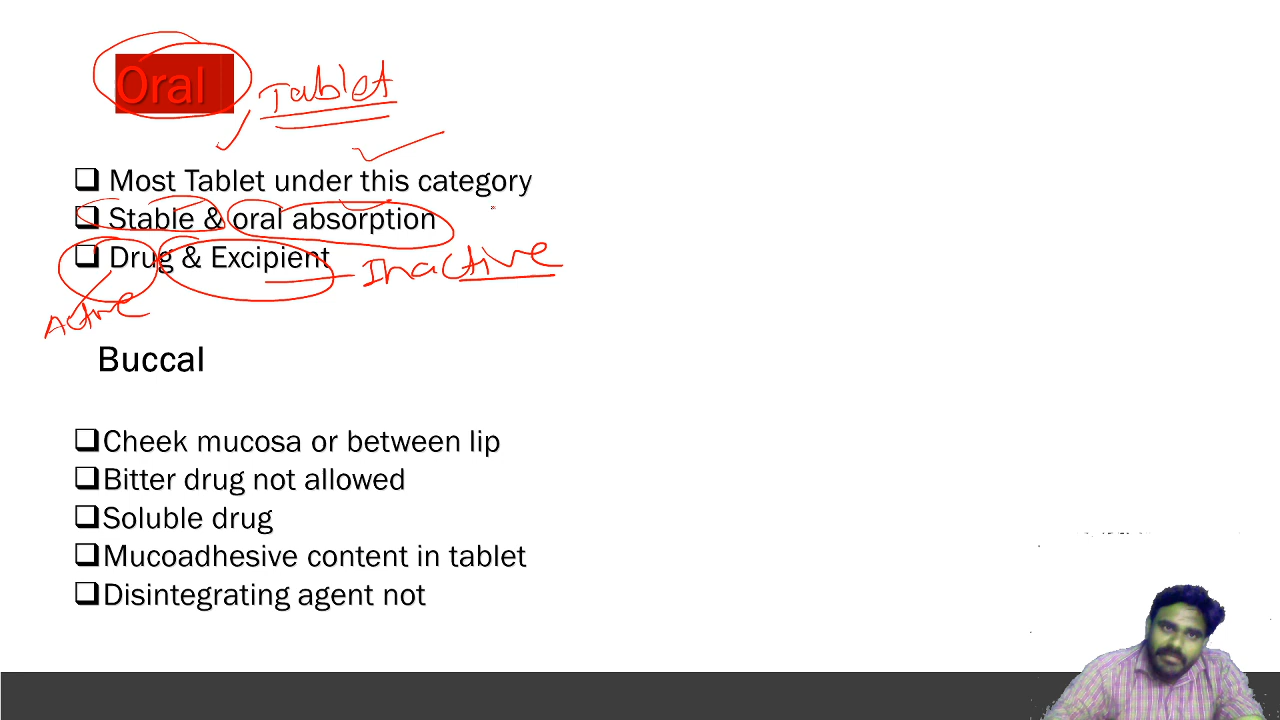 Oral
Tablet
❑ Most Tablet under this category
❑ Stable & oral absorption
❑ Drug & Excipient
Inactive
Active
Buccal
❑Cheek mucosa or between lip
❑Bitter drug not allowed
❑Soluble drug
❑Mucoadhesive content in tablet
❑Disintegrating agent not